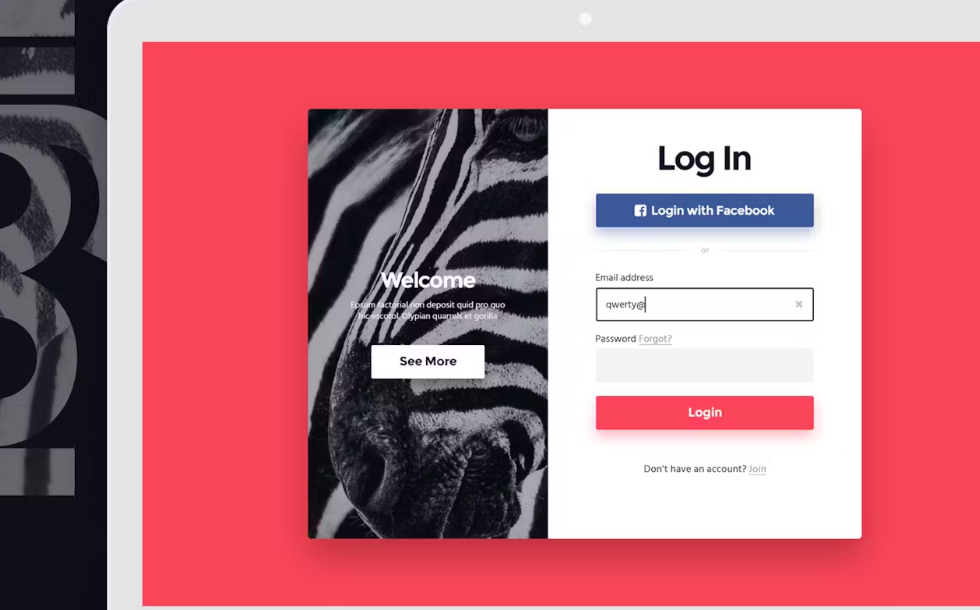 Welcome
Epsum factorial non deposit quid pro quo
hic escorol. Olypian quarrels et gorilla
See More
Log In
Login with Facebook
or
Email address
qwerty@
Password Forgot?
Login
Don't have an account? Join